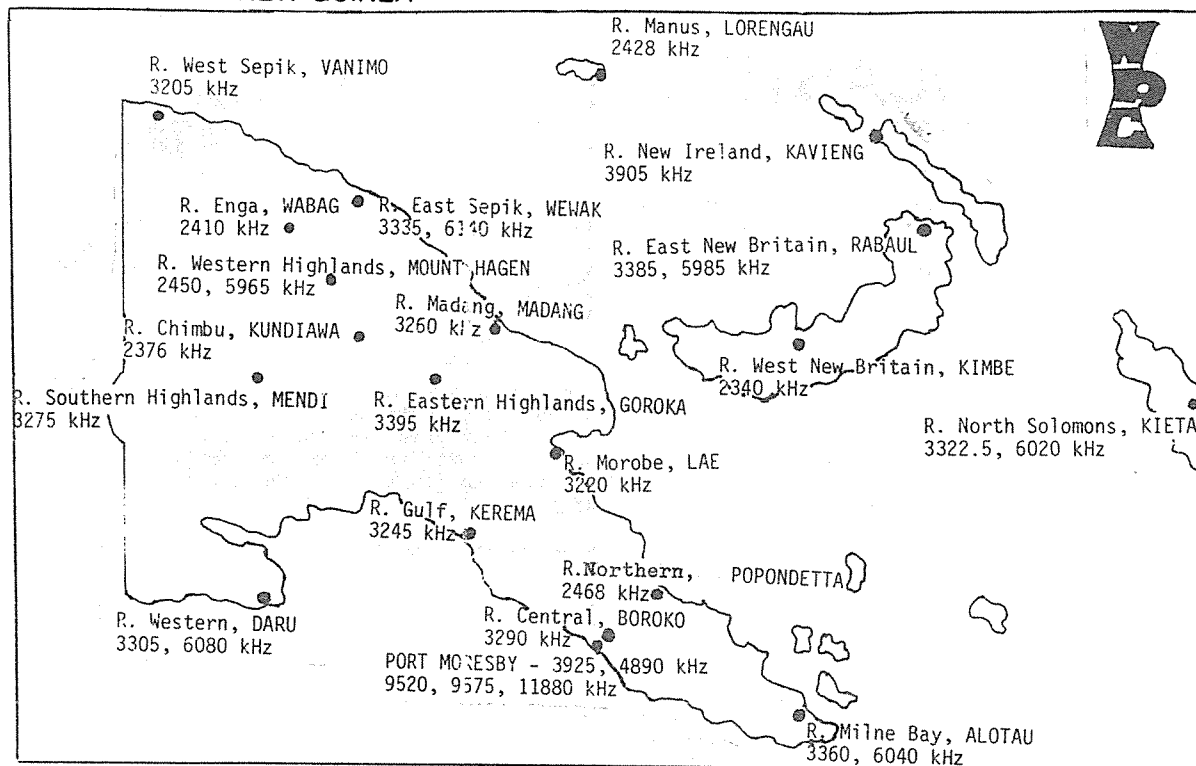 R. Manus, LORENGAU
2428 kHz
R. West Sepik, VANIMO
3205 kHz
R. New Ireland, KAVIENG
3905 kHz
R. Enga, WABAG
2410 kHz
R. East Sepik, WEWAK
3335, 6140 kHz
R. East New Britain, RABAUL
3385, 5985 kHz
R. Western Highlands, MOUNT HAGEN
2450, 5965 kHz
R. Madang, MADANG
3260 kHz
R. Chimbu, KUNDIAWA
2376 kHz
R. West New Britain, KIMBE
2340 kHz
R. Southern Highlands, MENDI
3275 kHz
R. Eastern Highlands, GOROKA
3395 kHz
R. North Solomons, KIETA
3322.5, 6020 kHz
R. Morobe, LAE
3220 kHz
R. Gulf, KEREMA
3245 kHz
R.Northern, POPONDETTA
2468 kHz
R. Western, DARU
3305, 6080 kHz
R. Central, BOROKO
3290 kHz
PORT MORESBY - 3925, 4890 kHz
9520, 9575, 11880 kHz
R. Milne Bay, ALOTAU
3360, 6040 kHz